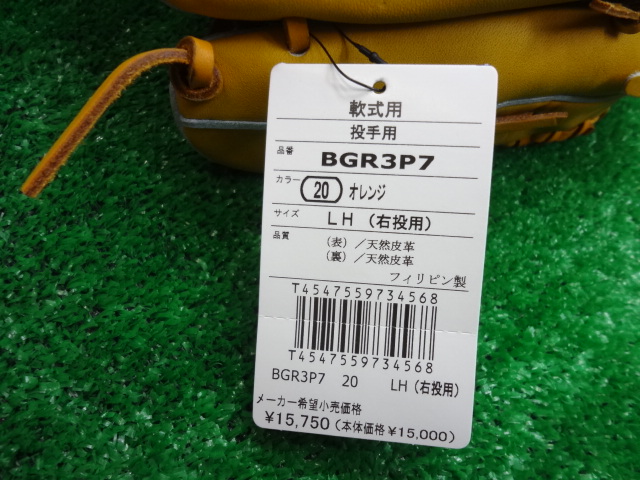 軟式用
投手用
品番 BGR3P7
カラー 20 オレンジ
サイズ LH (右投用)
品質 (表)/天然皮革
(裏)/天然皮革
フィリピン製
T4547559734568
T4547559734568
BGR3P7 20 LH(右投用)
メーカー希望小売価格
¥15,750(本体価格¥15,000)